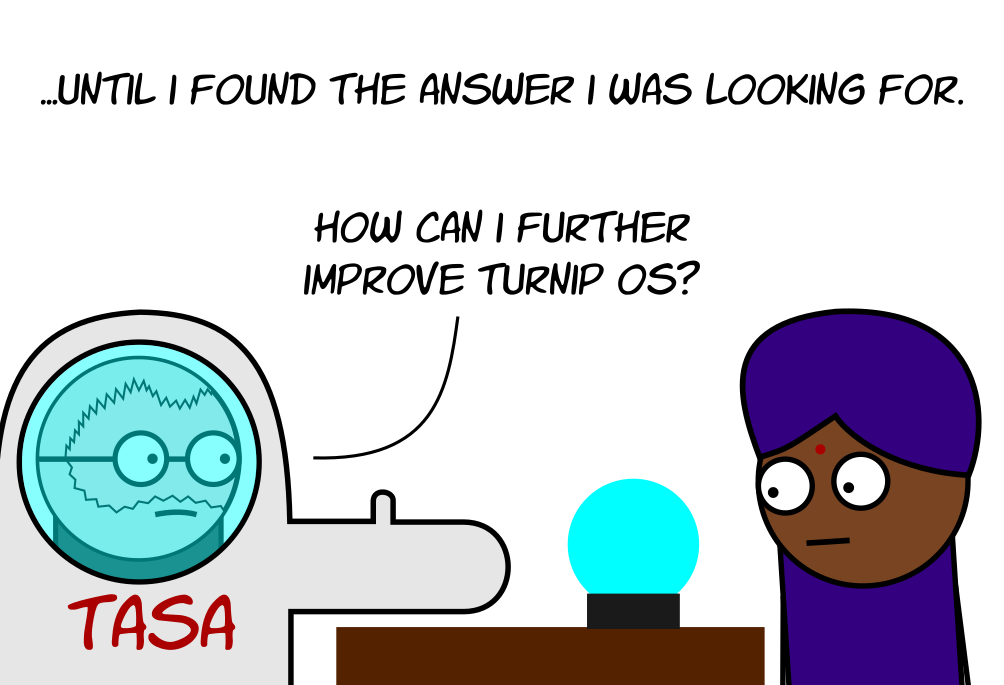 ...UNTIL I FOUND THE ANSWER I WAS LOOKING FOR.
HOW CAN I FURTHER
IMPROVE TURNIP OS?
TASA